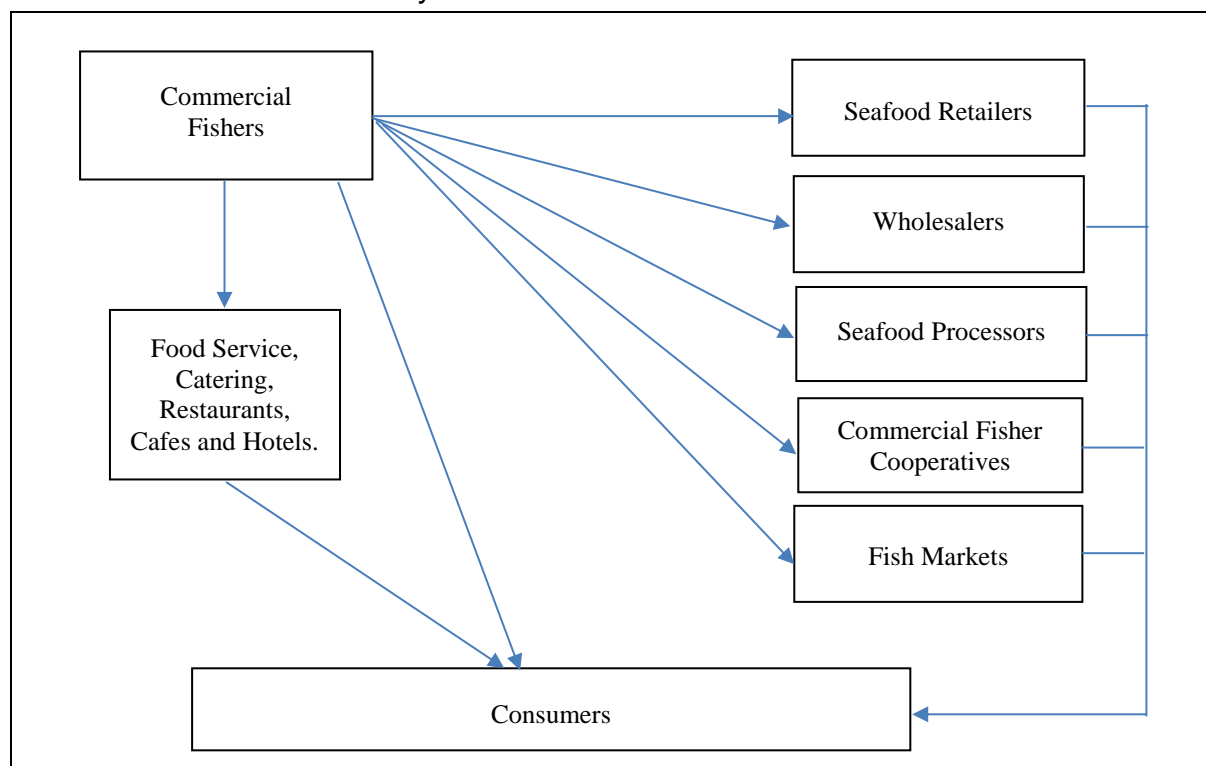 Commercial
Fishers
Seafood Retailers
Wholesalers
Seafood Processors
Commercial Fisher
Cooperatives
Fish Markets
Food Service,
Catering,
Restaurants,
Cafes and Hotels.
Consumers